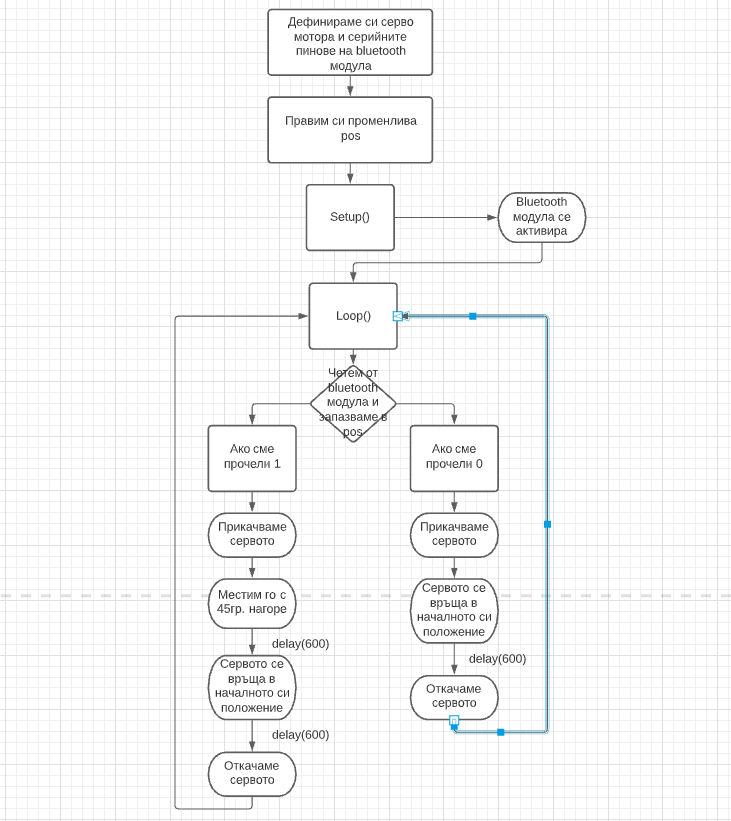 Дефинираме си серво
мотора и серийните
пинове на bluetooth
модула
Правим си променлива
pos
Setup()
Bluetooth
модула се
активира
Loop()
Четем от
bluetooth
модула и
запазваме в
pos
Ако сме
прочели 1
Ако сме
прочели 0
Прикачваме
сервото
Прикачваме
сервото
Местим го с
45гр. нагоре
Сервото се
връща в
началното си
положение
delay(600)
delay(600)
Сервото се
връща в
началното си
положение
Откачаме
сервото
delay(600)
Откачаме
сервото